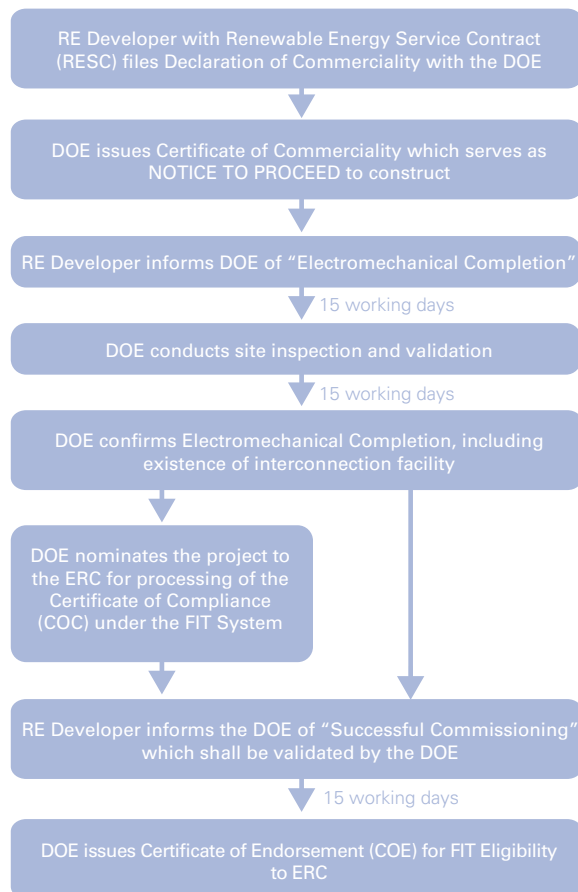 RE Developer with Renewable Energy Service Contract
(RESC) files Declaration of Commerciality with the DOE
DOE issues Certificate of Commerciality which serves as
NOTICE TO PROCEED to construct
RE Developer informs DOE of “Electromechanical Completion”
15 working days
DOE conducts site inspection and validation
15 working days
DOE confirms Electromechanical Completion, including
existence of interconnection facility
DOE nominates the project to
the ERC for processing of the
Certificate of Compliance
(COC) under the FIT System
RE Developer informs the DOE of “Successful Commissioning”
which shall be validated by the DOE
15 working days
DOE issues Certificate of Endorsement (COE) for FIT Eligibility
to ERC